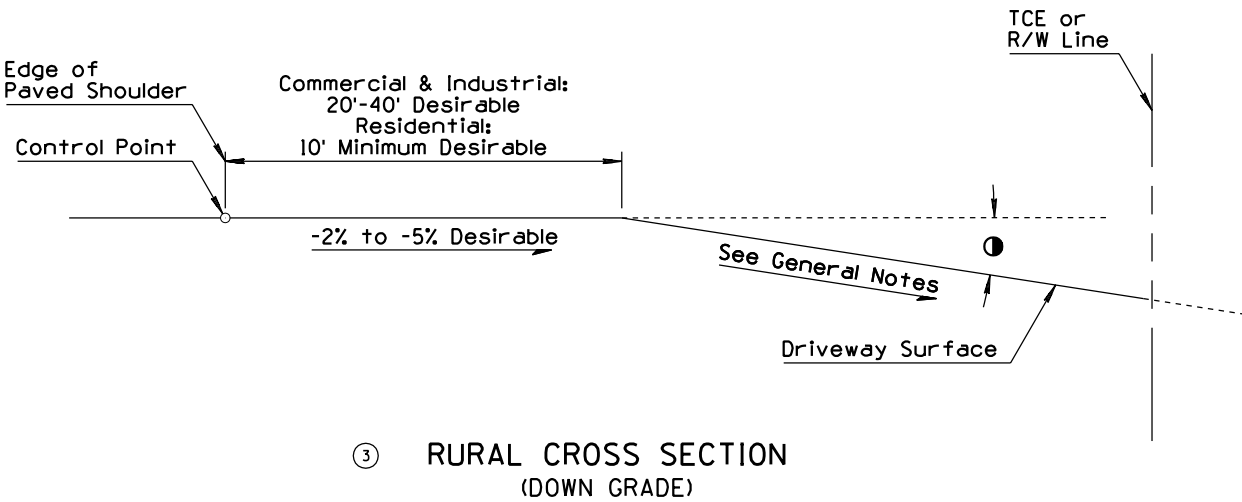 TCE or
R/W Line
Edge of
Paved Shoulder
Commercial & Industrial:
20'-40' Desirable
Residential:
10' Minimum Desirable
Control Point
-2% to -5% Desirable
See General Notes
Driveway Surface
3 RURAL CROSS SECTION
(DOWN GRADE)